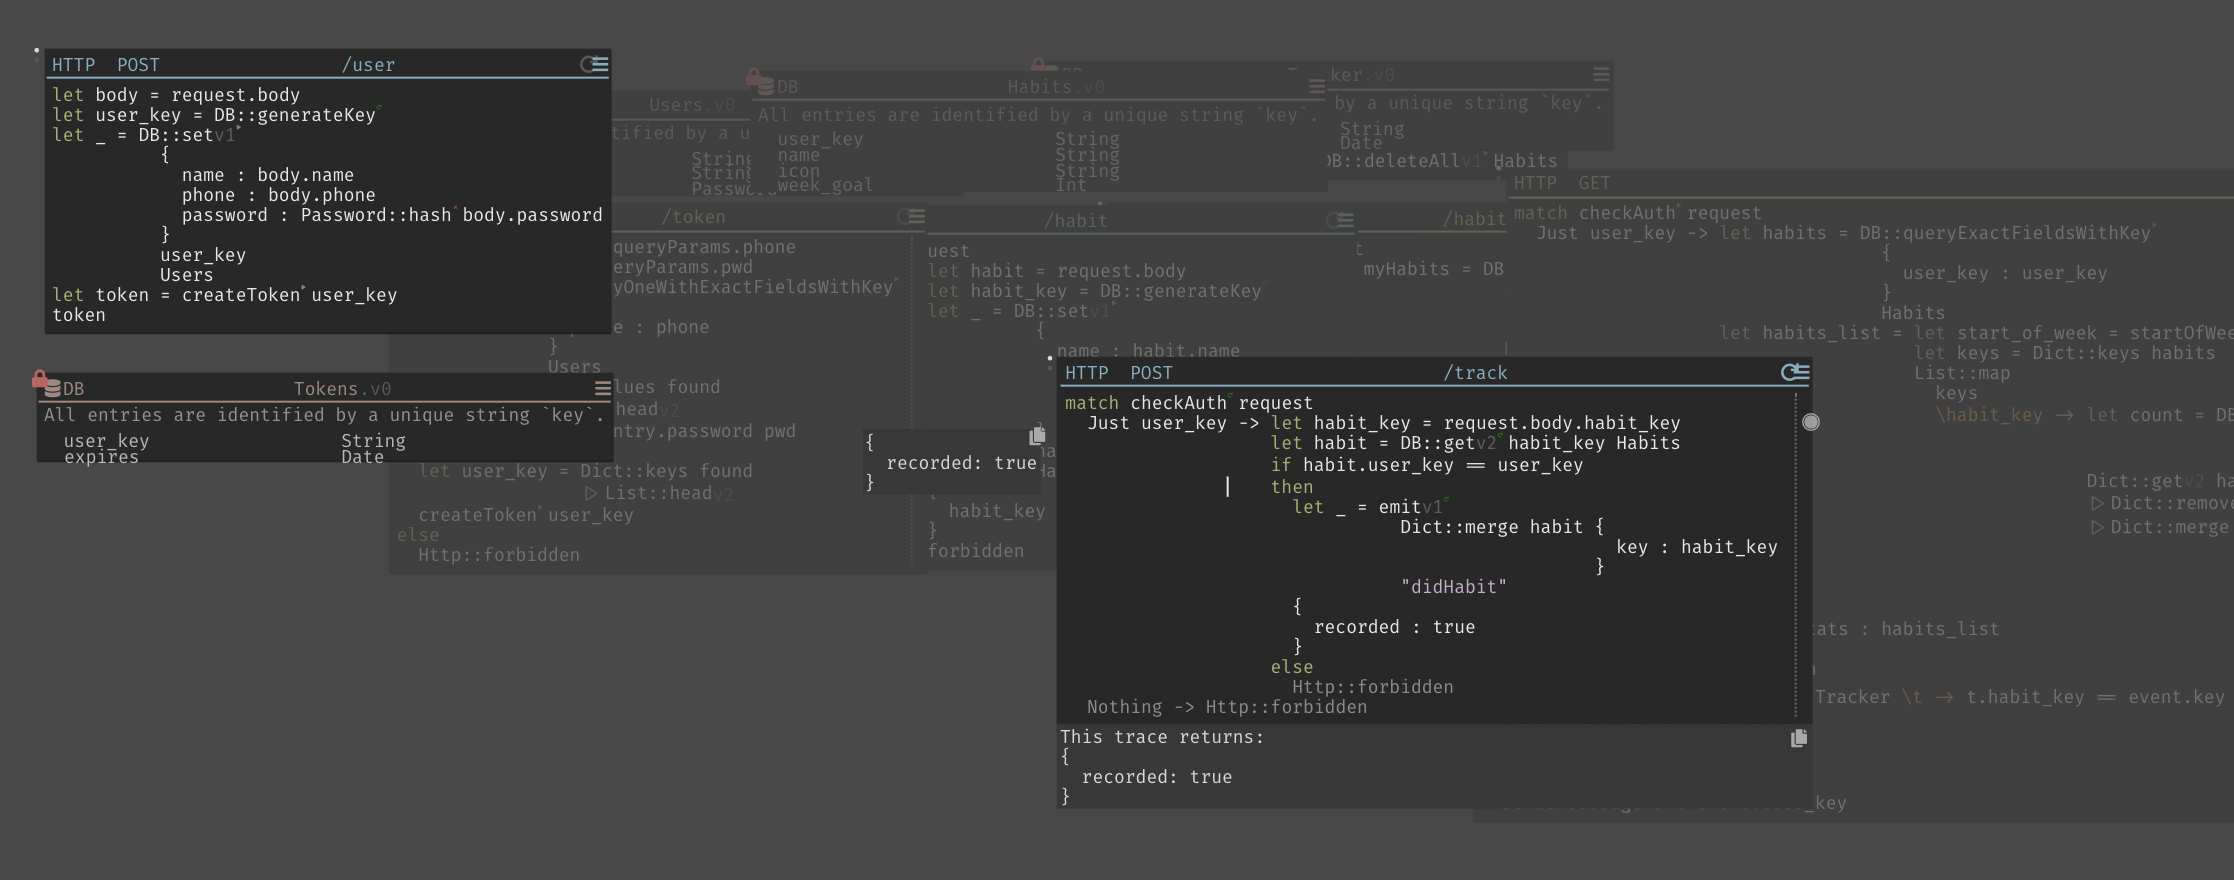 HTTP POST /user
let body = request.body
let user_key = DB::generateKey
let _ = DB::setv1
{
name : body.name
phone : body.phone
password : Password::hash body.password
}
user_key
Users
let token = createToken user_key
token
DB Tokens.v0
All entries are identified by a unique string `key`.
user_key String
expires Date
Users.v0
tified by a u
String
String
Password
DB Habits.v0
All entries are identified by a unique string `key`.
user_key String
name String
icon String
week_goal Int
ker.v0
by a unique string `key`.
String
Date
DB::deleteAllv1 Habits
/token
queryParams.phone
eryParams.pwd
yOneWithExactFieldsWithKey
e : phone
}
Users
lues found
headv2
ntry.password pwd
let user_key = Dict::keys found
▷ List::headv2
createToken user_key
else
Http::forbidden
/habit
uest
let habit = request.body
let habit_key = DB::generateKey
let _ = DB::setv1
{
name : habit.name
{
recorded: true
}
habit_key
}
forbidden
/habit
t
myHabits = DB
HTTP GET
match checkAuth request
Just user_key -> let habits = DB::queryExactFieldsWithKey
{
user_key : user_key
}
Habits
let habits_list = let start_of_week = startOfWee
let keys = Dict::keys habits
List::map
keys
\habit_key -> let count = DB
Dict::getv2 ha
▷ Dict::remove
▷ Dict::merge
HTTP POST /track
match checkAuth request
Just user_key -> let habit_key = request.body.habit_key
let habit = DB::getv2 habit_key Habits
if habit.user_key == user_key
then
let _ = emitv1
Dict::merge habit {
key : habit_key
}
"didHabit"
{
recorded : true
}
else
Http::forbidden
Nothing -> Http::forbidden
This trace returns:
{
recorded: true
}
tats : habits_list
Tracker \t -> t.habit_key == event.key
_key